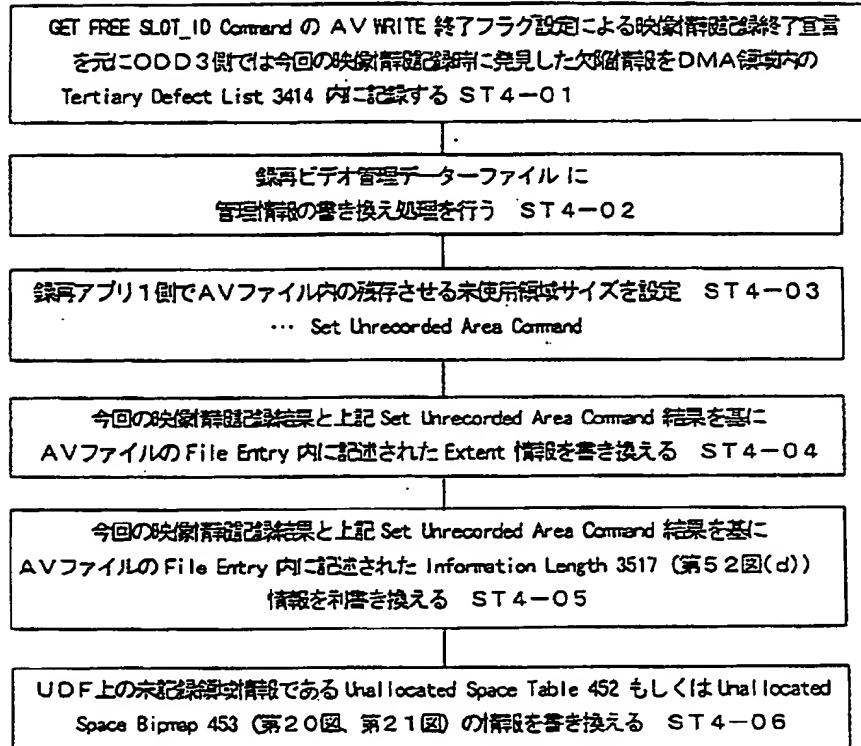 GET FREE SLOT_ID Command の AV WRITE 終了フラグ設定による映像情報記録終了宣言
を元にODD3側では今回の映像情報記録時に発見した欠陥情報をDMA領域内の
Tertiary Defect List 3414 内に記録する ST4-01
録再ビデオ管理データーファイル に
管理情報の書き換え処理を行う ST4-02
録再アプリ1側でAVファイル内の残存させる未使用領域サイズを設定 ST4-03
… Set Unrecorded Area Command
今回の映像情報記録結果と上記 Set Unrecorded Area Command 結果を基に
AVファイルの File Entry 内に記述された Extent 情報を書き換える ST4-04
今回の映像情報記録結果と上記 Set Unrecorded Area Command 結果を基に
AVファイルの File Entry 内に記述された Information Length 3517 (第52図(d))
情報を利書き換える ST4-05
UDF上の未記録領域情報である Unallocated Space Table 452 もしくは Unallocated
Space Bipmap 453 (第20図、第21図) の情報を書き換える ST4-06